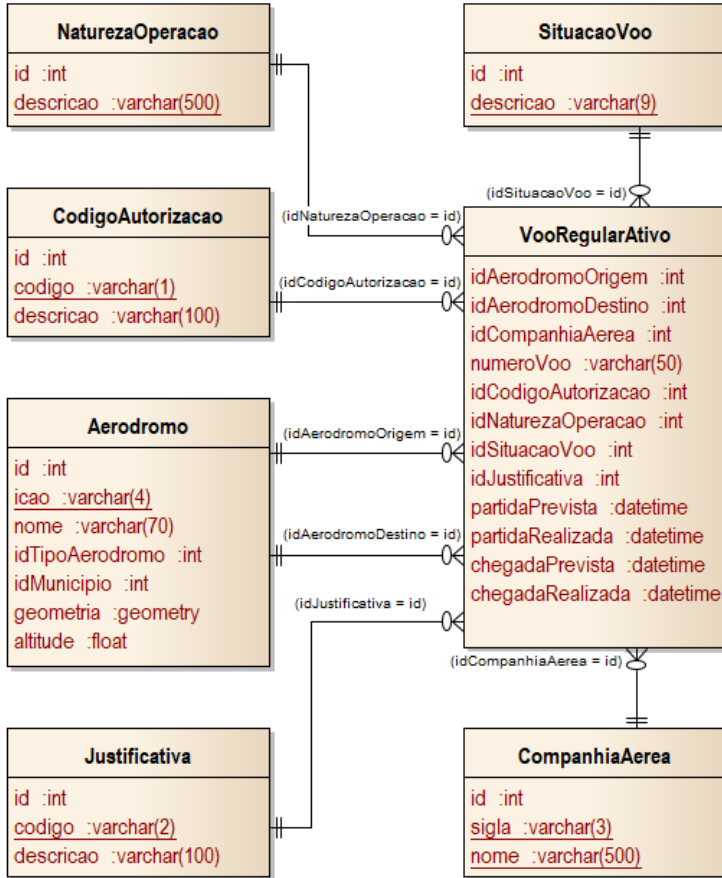 NaturezaOperacao
id :int
descricao :varchar(500)
SituacaoVoo
id :int
descricao :varchar(9)
(idSituacaoVoo = id)
(idNaturezaOperacao = id)
CodigoAutorizacao
id :int
codigo :varchar(1)
descricao :varchar(100)
(idCodigoAutorizacao = id)
VooRegularAtivo
idAerodromoOrigem :int
idAerodromoDestino :int
idCompanhiaAerea :int
numeroVoo :varchar(50)
idCodigoAutorizacao :int
idNaturezaOperacao :int
idSituacaoVoo :int
idJustificativa :int
partidaPrevista :datetime
partidaRealizada :datetime
chegadaPrevista :datetime
chegadaRealizada :datetime
Aerodromo
id :int
icao :varchar(4)
nome :varchar(70)
idTipoAerodromo :int
idMunicipio :int
geometria :geometry
altitude :float
(idAerodromoOrigem = id)
(idAerodromoDestino = id)
(idJustificativa = id)
(idCompanhiaAerea = id)
Justificativa
id :int
codigo :varchar(2)
descricao :varchar(100)
CompanhiaAerea
id :int
sigla :varchar(3)
nome :varchar(500)